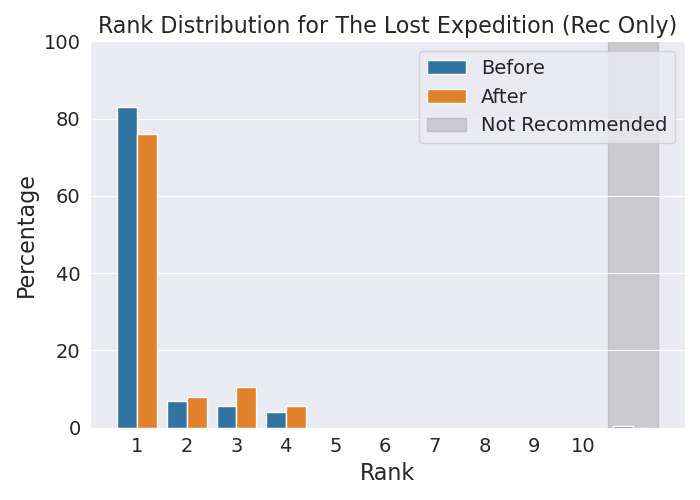 Rank Distribution for The Lost Expedition (Rec Only)
100
80
60
40
20
0
Percentage
Before
After
Not Recommended
1 2 3 4 5 6 7 8 9 10
Rank